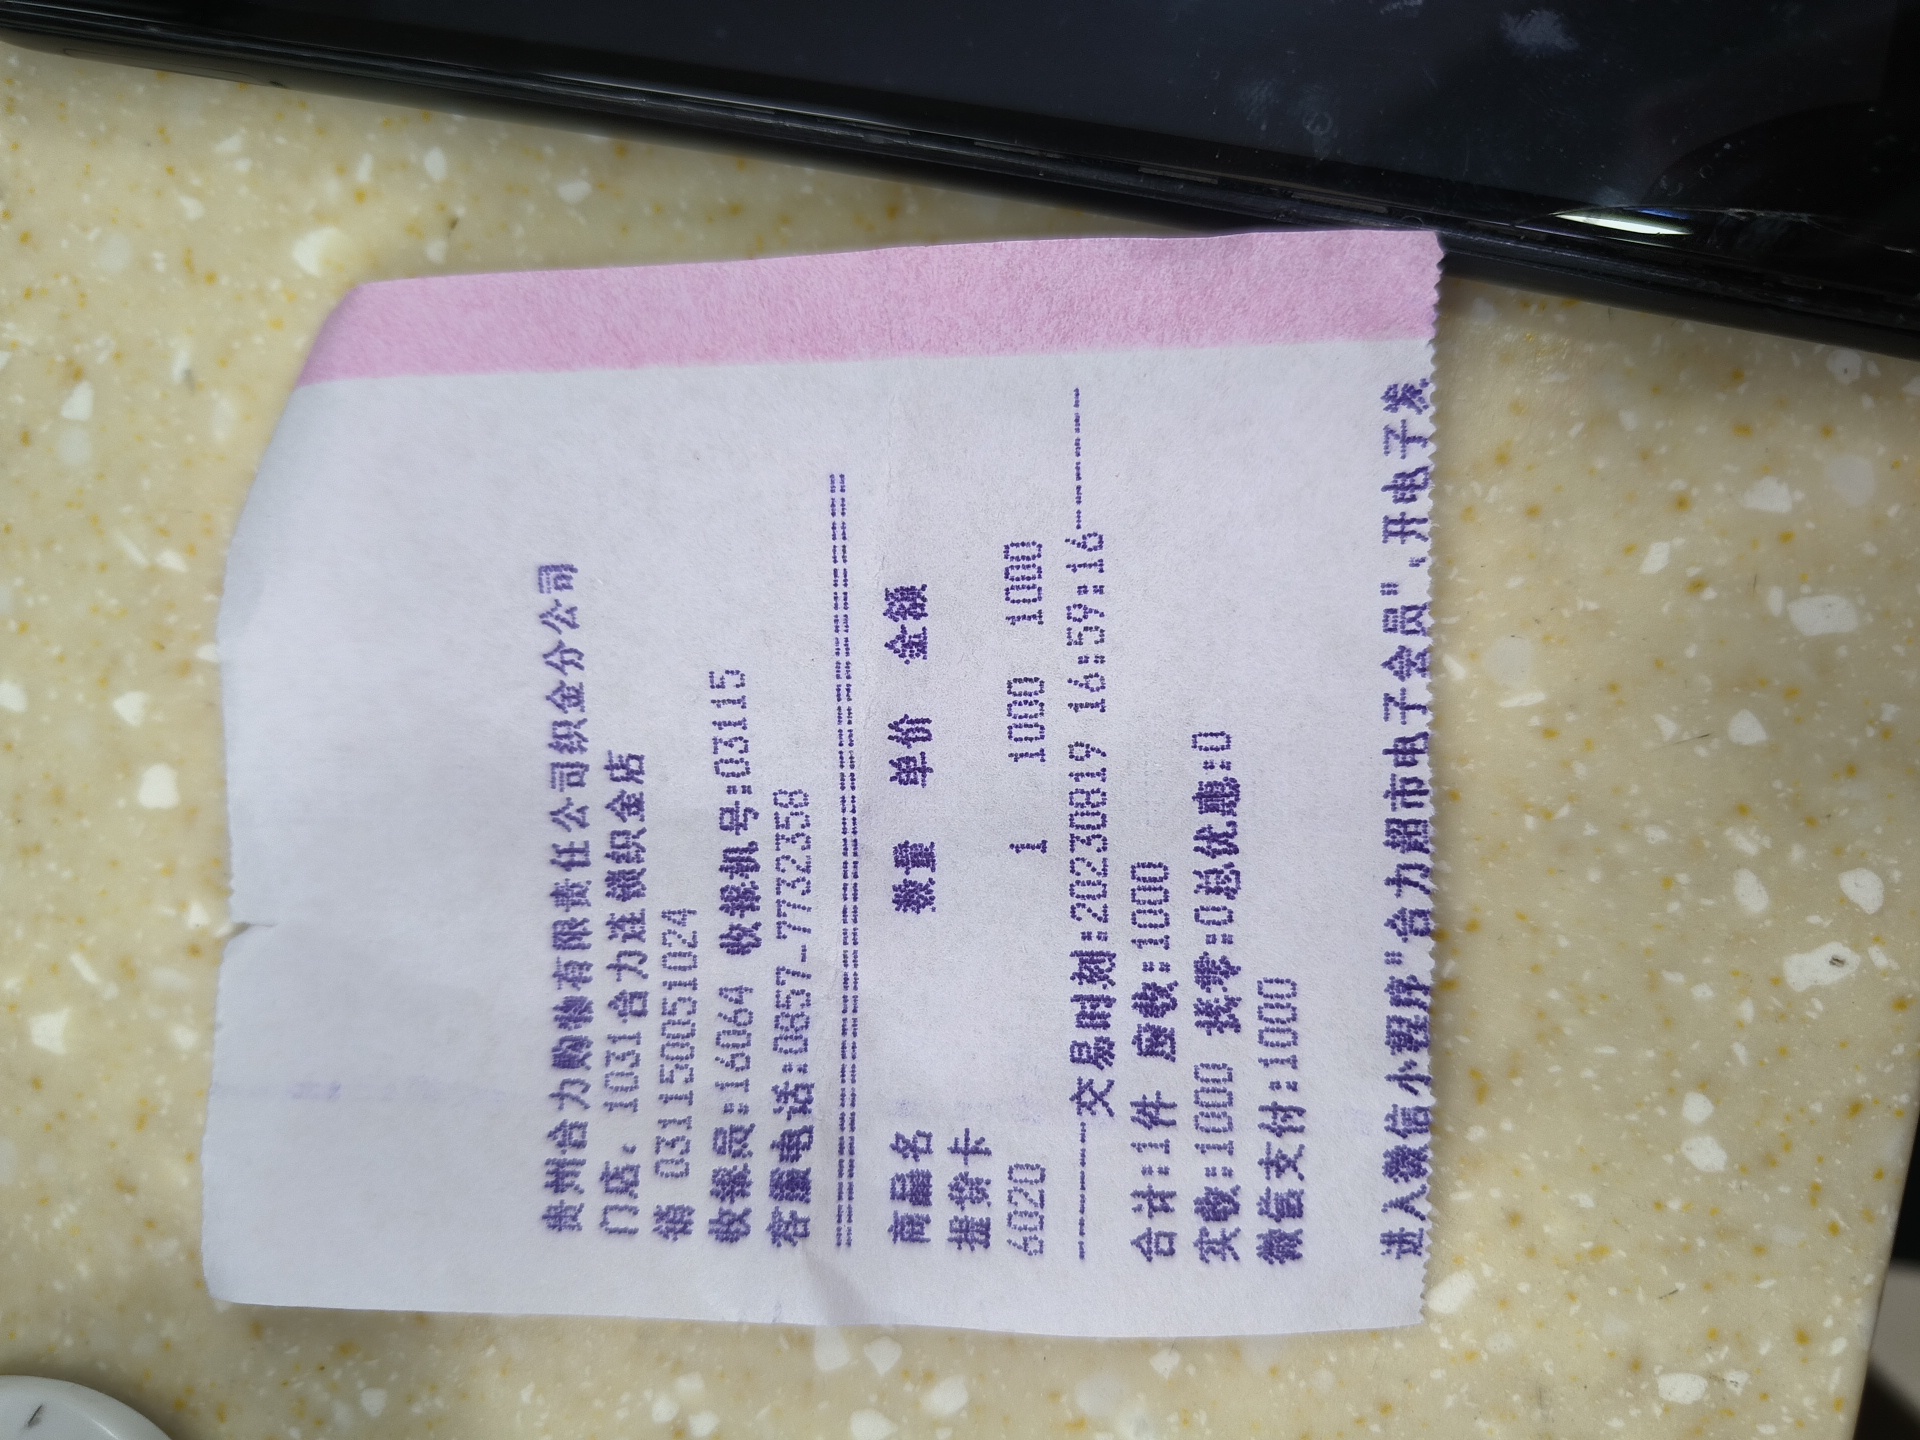 贵州合力购物有限责任公司织金分公司
门店: 1031合力连锁织金店
销 031150051024
收银员:16064 收银机号:03115
客服电话:0857-7732358
================================
商品名 数量 单价 金额
提货卡
6020 1 1000 1000
------交易时刻:20230819 16:59:16------
合计:1件 应收:1000
实收:1000 找零:0总优惠:0
微信支付:1000
进入微信小程序"合力超市电子会员",开电子发